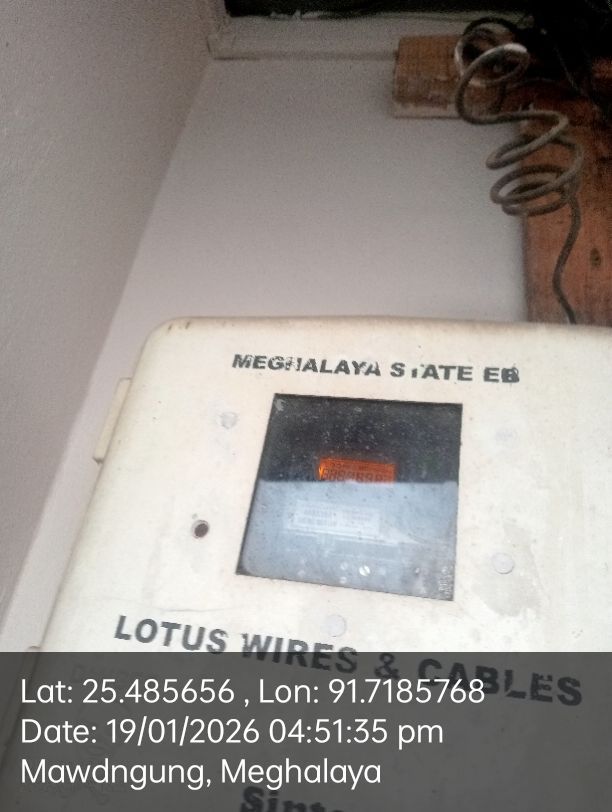 MEGHALAYA STATE EB
LOTUS WIRES & CABLES
Lat: 25.485656 , Lon: 91.7185768
Date: 19/01/2026 04:51:35 pm
Mawdngung, Meghalaya